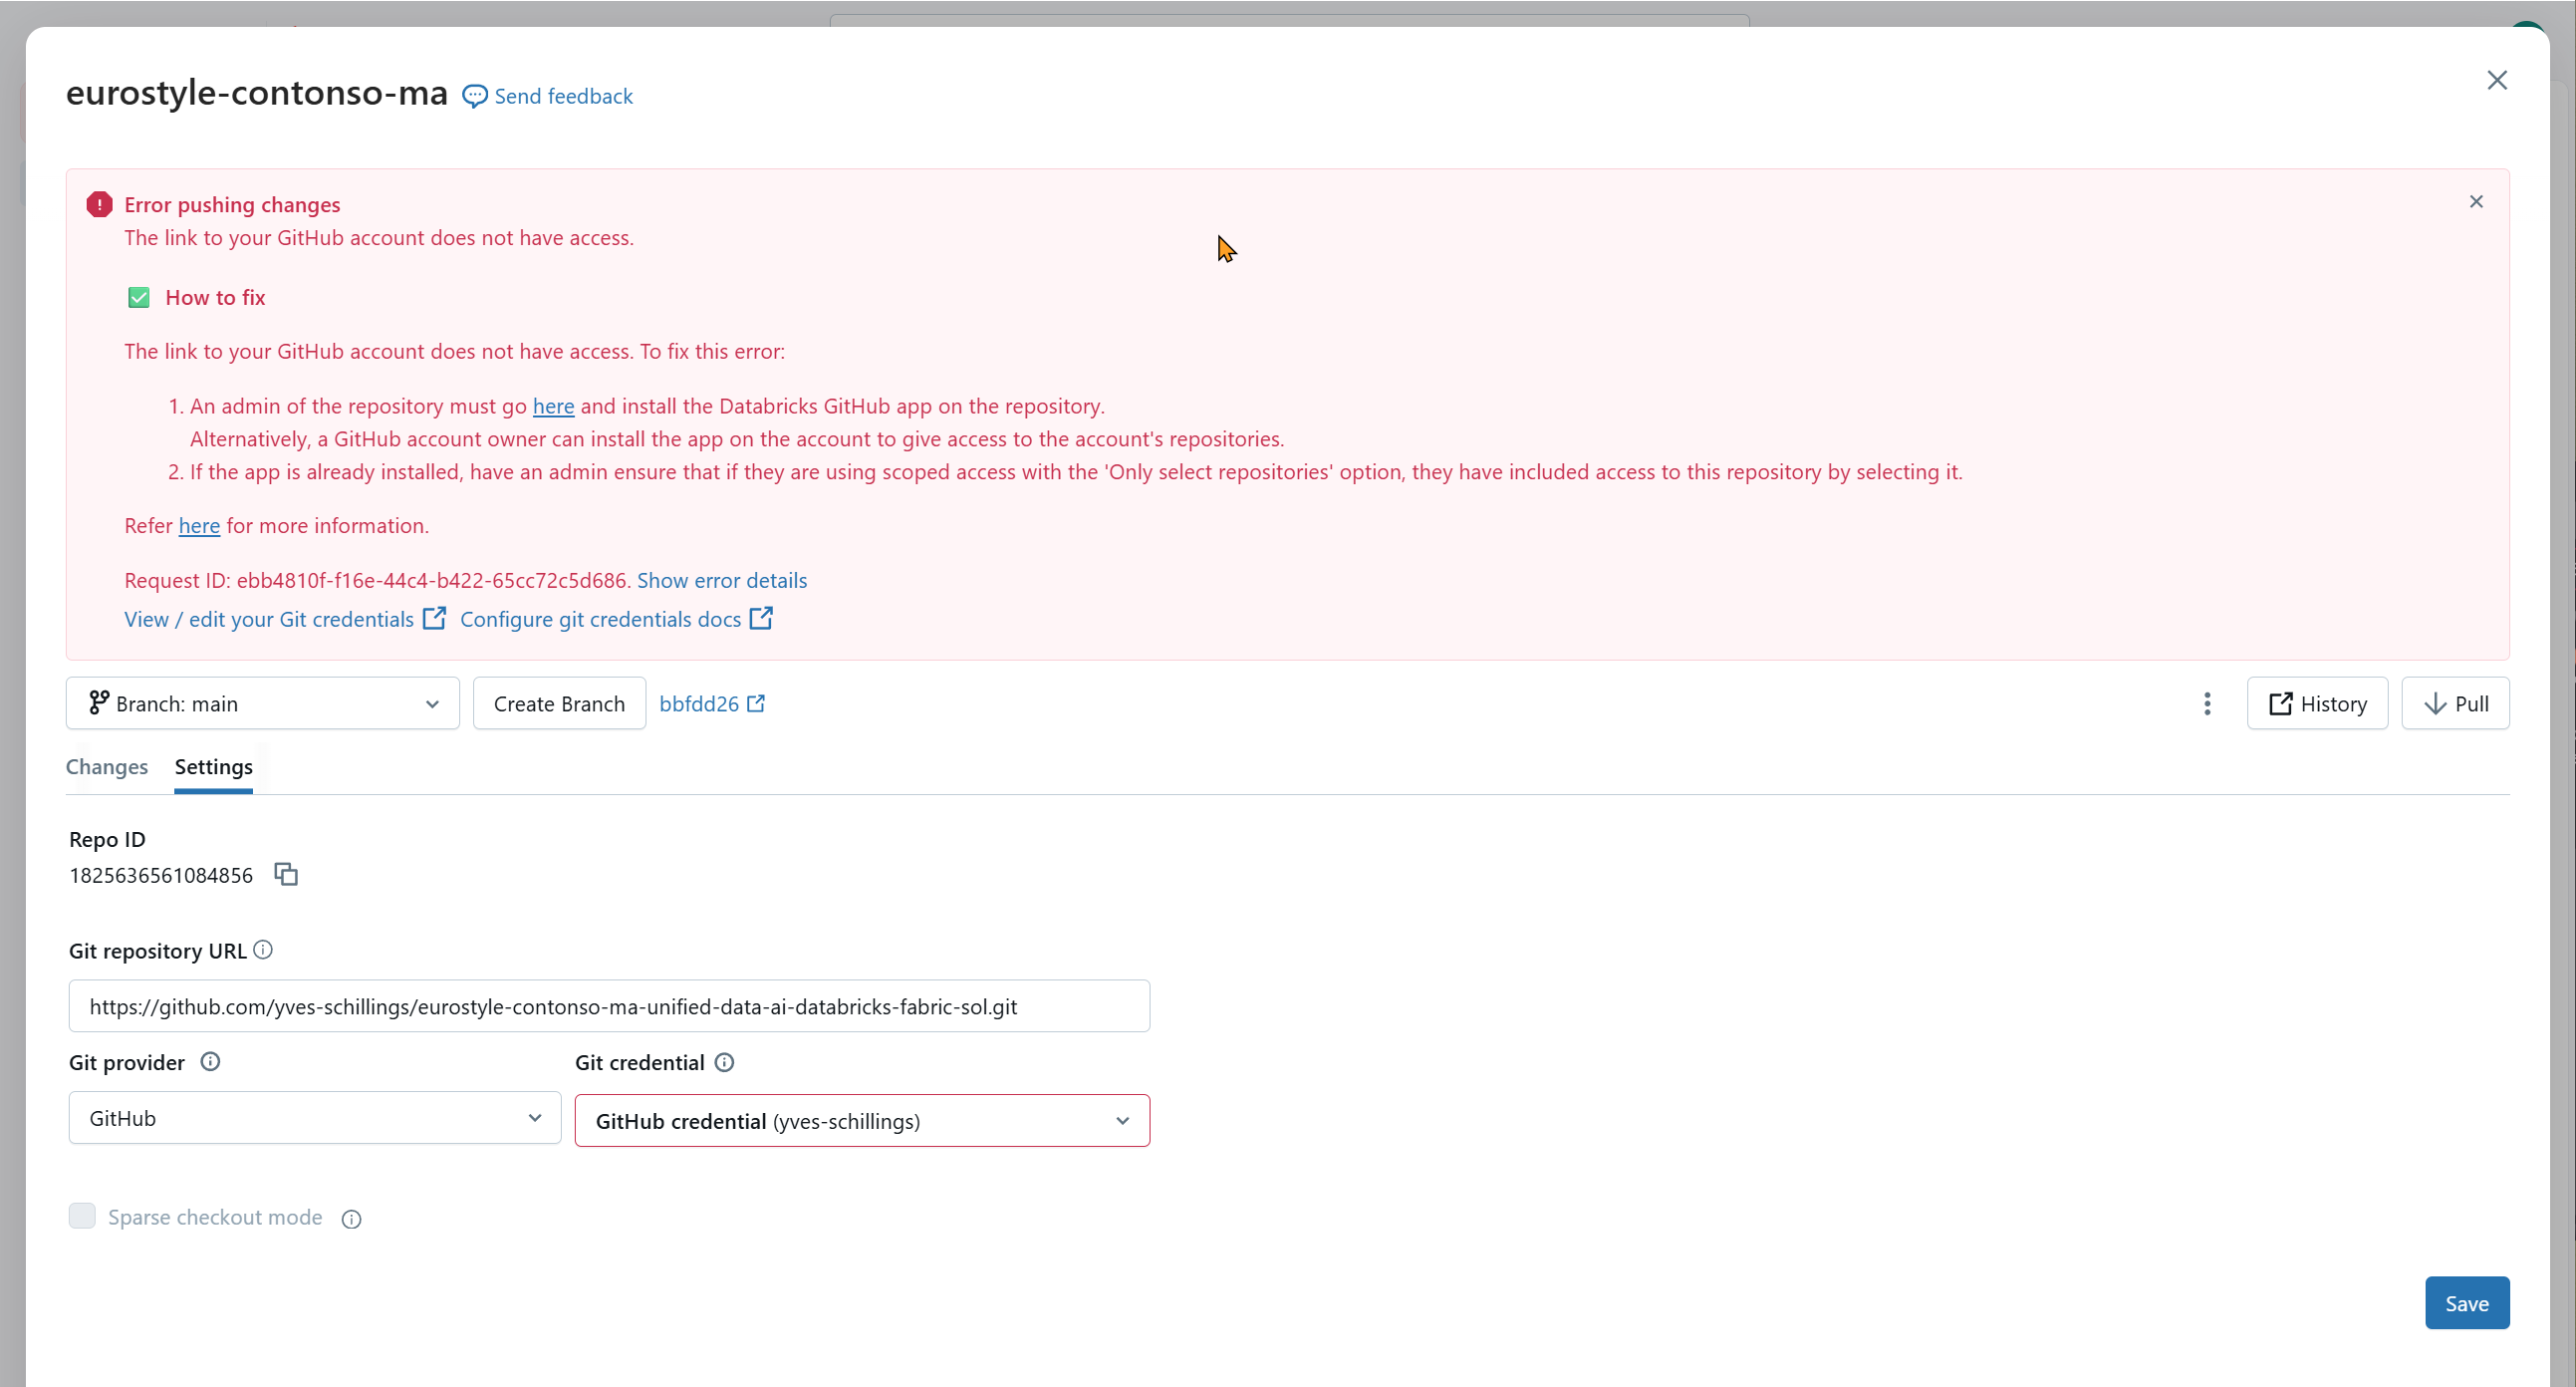 eurostyle-contonso-ma Send feedback
Error pushing changes
The link to your GitHub account does not have access.
How to fix
The link to your GitHub account does not have access. To fix this error:
1. An admin of the repository must go here and install the Databricks GitHub app on the repository.
Alternatively, a GitHub account owner can install the app on the account to give access to the account's repositories.
2. If the app is already installed, have an admin ensure that if they are using scoped access with the 'Only select repositories' option, they have included access to this repository by selecting it.
Refer here for more information.
Request ID: ebb4810f-f16e-44c4-b422-65cc72c5d686. Show error details
View / edit your Git credentials Configure git credentials docs
Branch: main Create Branch bbfdd26 History Pull
Changes Settings
Repo ID
1825636561084856
Git repository URL
https://github.com/yves-schillings/eurostyle-contonso-ma-unified-data-ai-databricks-fabric-sol.git
Git provider Git credential
GitHub GitHub credential (yves-schillings)
Sparse checkout mode
Save